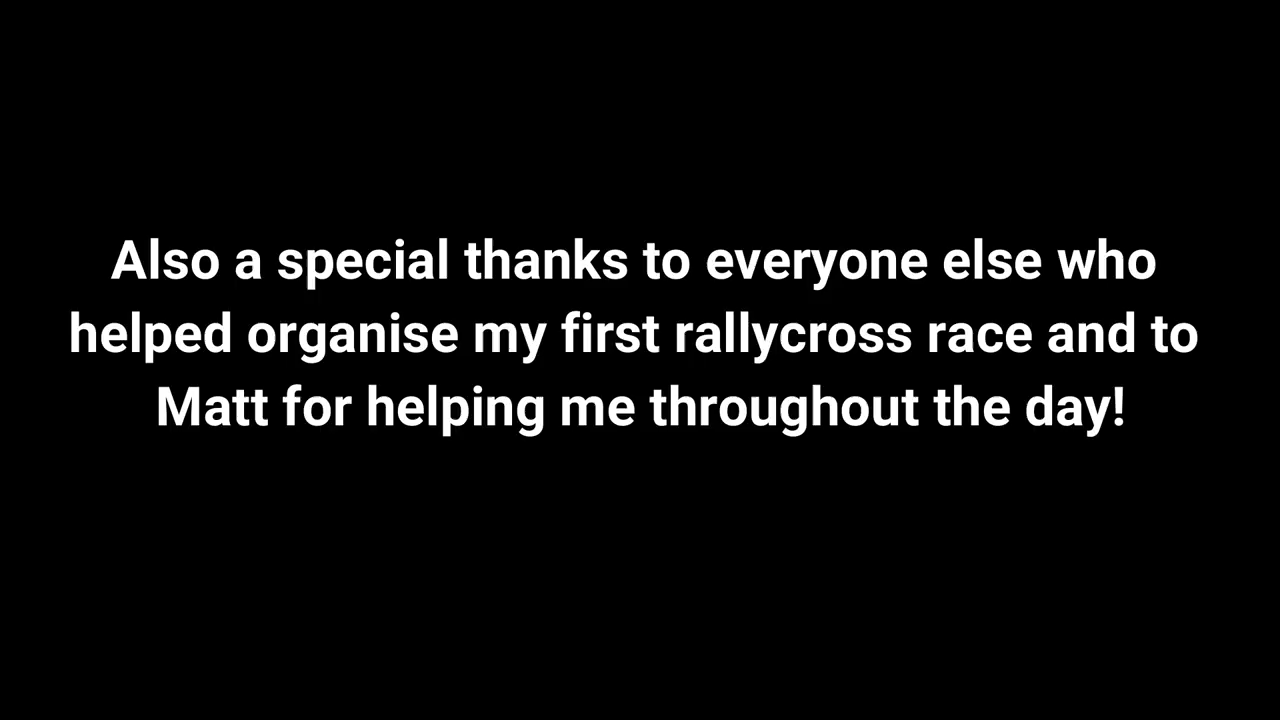 Also a special thanks to everyone else who
helped organise my first rallycross race and to
Matt for helping me throughout the day!